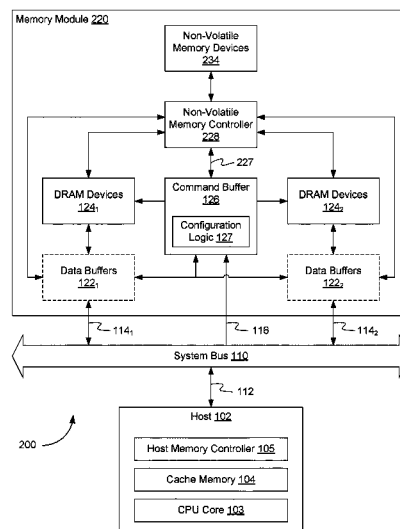 Memory Module 220
Non-Volatile
Memory Devices
234
Non-Volatile
Memory Controller
228
227
DRAM Devices
124₁
Command Buffer
126
Configuration
Logic 127
DRAM Devices
124₂
Data Buffers
122₁
Data Buffers
122₂
114₁
116
114₂
System Bus 110
112
Host 102
200
Host Memory Controller 105
Cache Memory 104
CPU Core 103